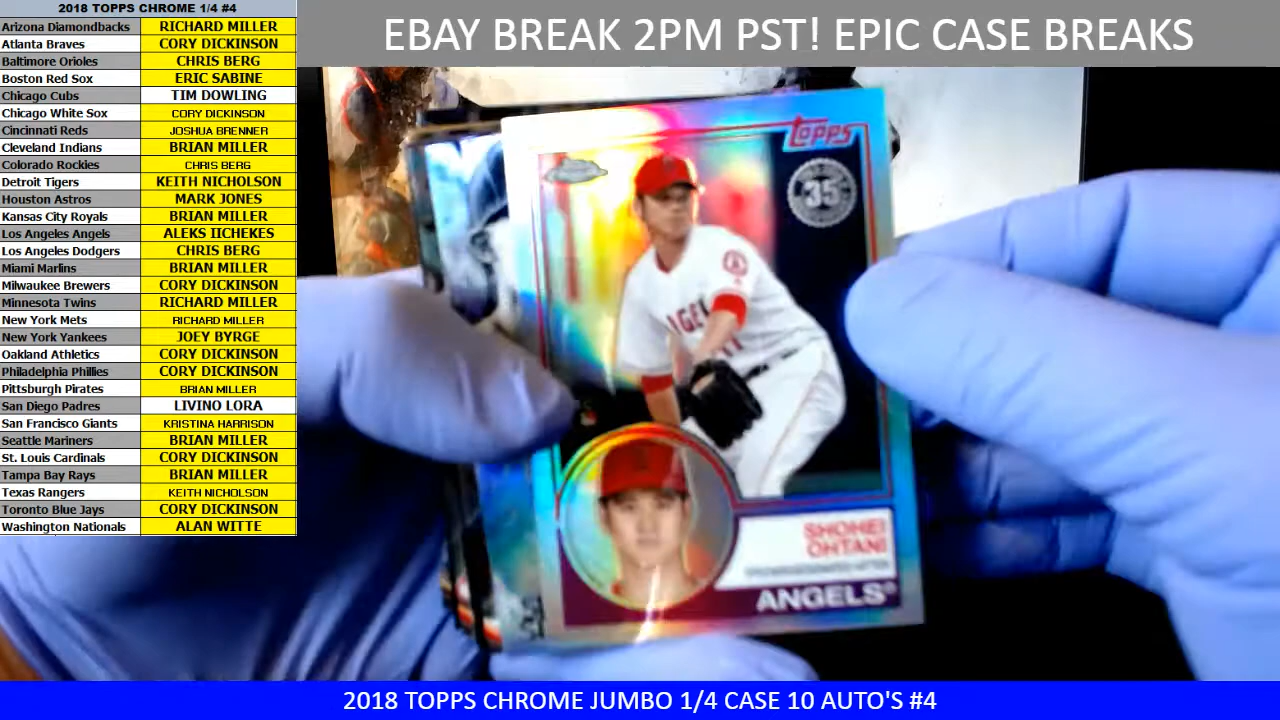 2018 TOPPS CHROME 1/4 #4
Arizona Diamondbacks RICHARD MILLER
Atlanta Braves CORY DICKINSON
Baltimore Orioles CHRIS BERG
Boston Red Sox ERIC SABINE
Chicago Cubs TIM DOWLING
Chicago White Sox CORY DICKINSON
Cincinnati Reds JOSHUA BRENNER
Cleveland Indians BRIAN MILLER
Colorado Rockies CHRIS BERG
Detroit Tigers KEITH NICHOLSON
Houston Astros MARK JONES
Kansas City Royals BRIAN MILLER
Los Angeles Angels ALEKS IICHEKES
Los Angeles Dodgers CHRIS BERG
Miami Marlins BRIAN MILLER
Milwaukee Brewers CORY DICKINSON
Minnesota Twins RICHARD MILLER
New York Mets RICHARD MILLER
New York Yankees JOEY BYRGE
Oakland Athletics CORY DICKINSON
Philadelphia Phillies CORY DICKINSON
Pittsburgh Pirates BRIAN MILLER
San Diego Padres LIVINO LORA
San Francisco Giants KRISTINA HARRISON
Seattle Mariners BRIAN MILLER
St. Louis Cardinals CORY DICKINSON
Tampa Bay Rays BRIAN MILLER
Texas Rangers KEITH NICHOLSON
Toronto Blue Jays CORY DICKINSON
Washington Nationals ALAN WITTE
EBAY BREAK 2PM PST! EPIC CASE BREAKS
TOPPS
35
SHOHEI
OHTANI
ANGELS®
2018 TOPPS CHROME JUMBO 1/4 CASE 10 AUTO'S #4